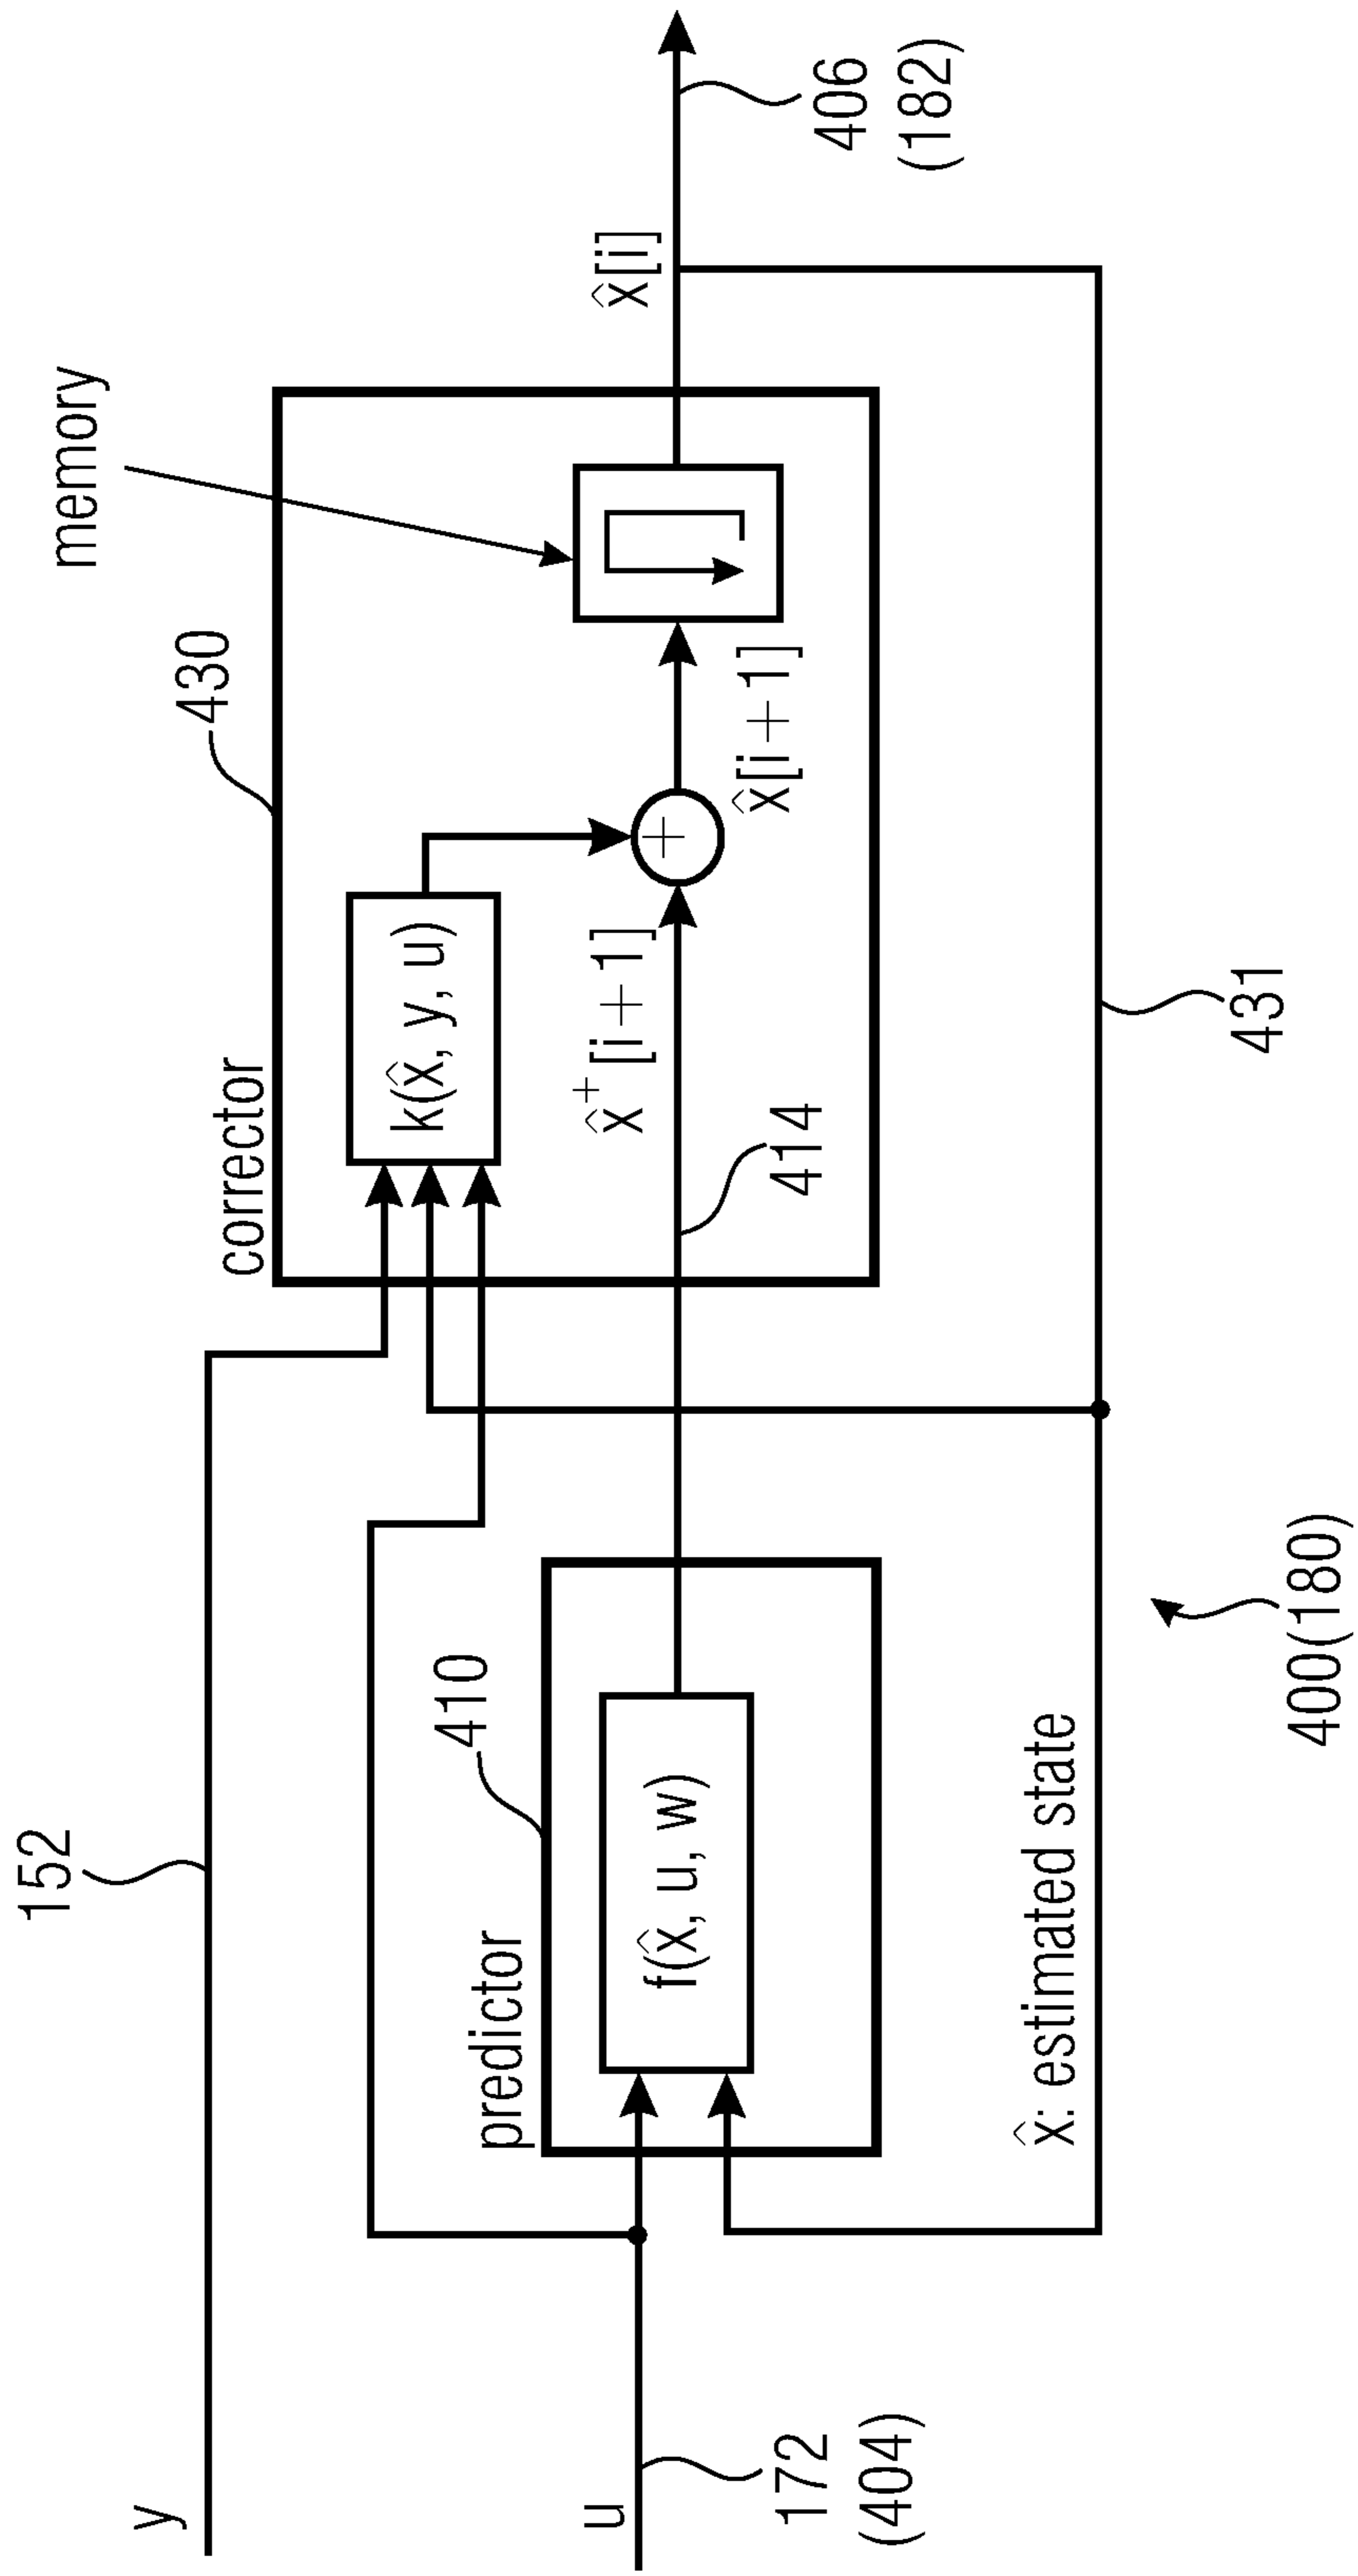 y
152
u
172
(404)
predictor
410
f(x̂, u, w)
x̂: estimated state
400(180)
corrector
430
k(x̂, y, u)
x̂⁺[i+1]
414
+
x̂[i+1]
memory
x̂[i]
406
(182)
431